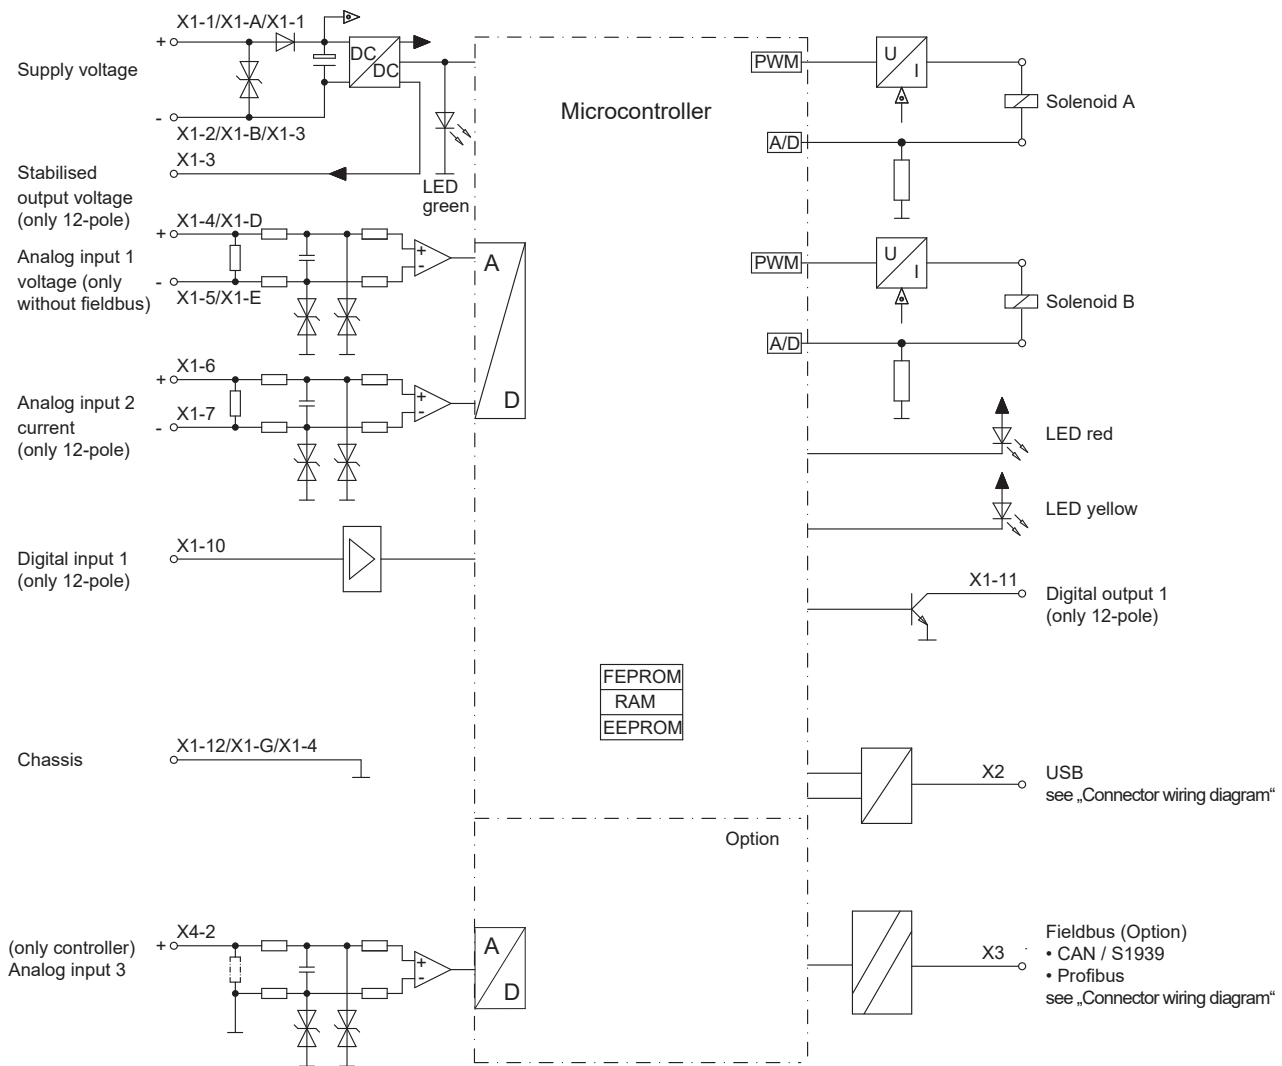 X1-1/X1-A/X1-1
+
Supply voltage
-
X1-2/X1-B/X1-3
DC
DC
X1-3
Stabilised
output voltage
(only 12-pole)
LED
green
X1-4/X1-D
+
Analog input 1
voltage (only
without fieldbus)
-
X1-5/X1-E
+
-
A
D
X1-6
+
Analog input 2
current
(only 12-pole)
X1-7
-
+
-
Digital input 1
(only 12-pole)
X1-10
Chassis
X1-12/X1-G/X1-4
(only controller)
Analog input 3
+
X4-2
+
-
A
D
Microcontroller
FEPROM
RAM
EEPROM
Option
PWM
U
I
Solenoid A
A/D
PWM
U
I
Solenoid B
A/D
LED red
LED yellow
X1-11
Digital output 1
(only 12-pole)
X2
USB
see „Connector wiring diagram“
X3
Fieldbus (Option)
• CAN / S1939
• Profibus
see „Connector wiring diagram“